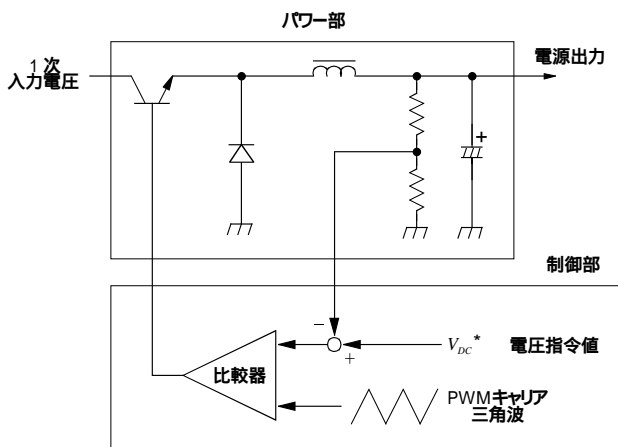 パワー部
1次
入力電圧
電源出力
+
制御部
−
+
V_DC* 電圧指令値
比較器
PWMキャリア
三角波